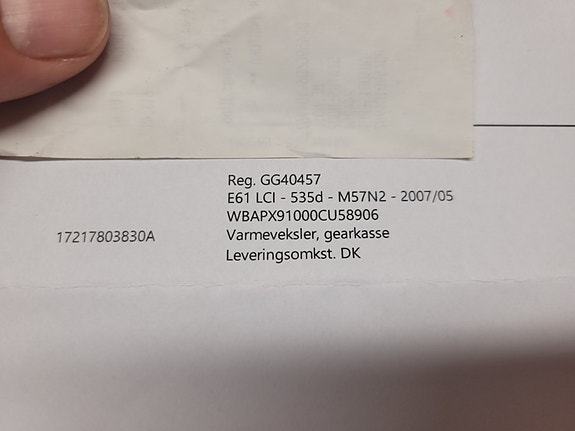 Reg. GG40457
E61 LCI - 535d - M57N2 - 2007/05
WBAPX91000CU58906
17217803830A Varmeveksler, gearkasse
Leveringsomkst. DK